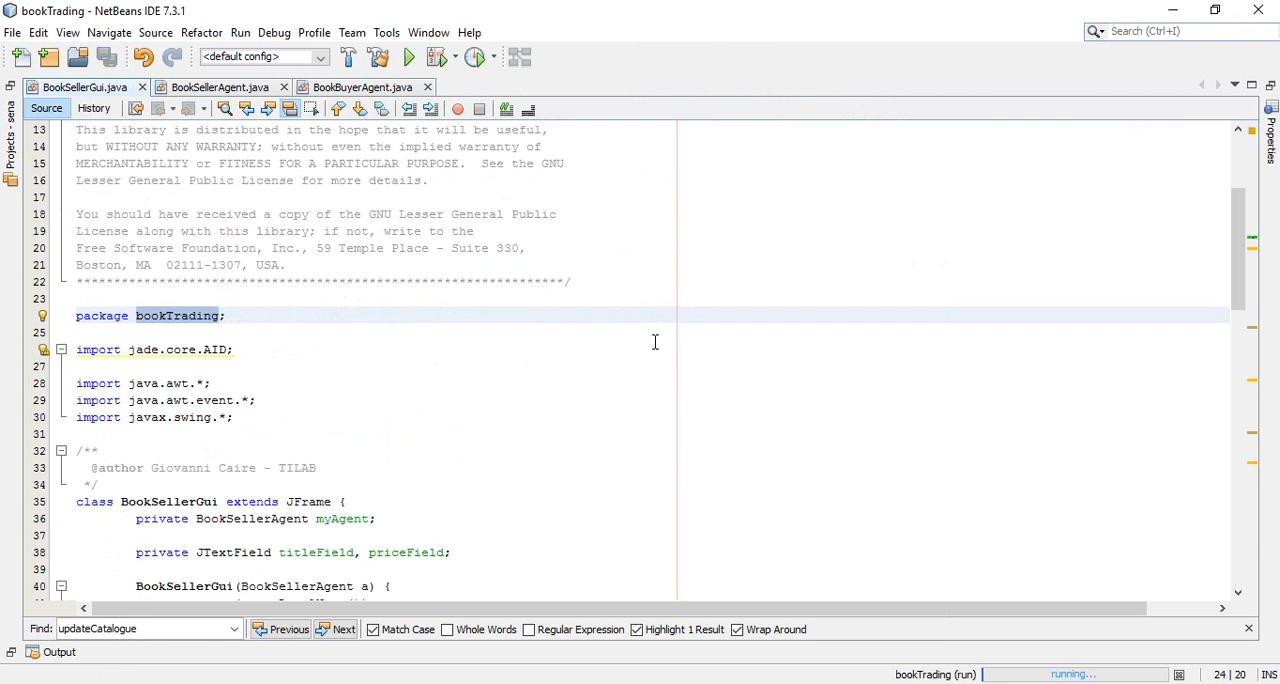 bookTrading - NetBeans IDE 7.3.1
File Edit View Navigate Source Refactor Run Debug Profile Team Tools Window Help
Search (Ctrl+I)
<default config>
BookSellerGui.java BookSellerAgent.java BookBuyerAgent.java
Source History
Projects - sena
Properties
13 This library is distributed in the hope that it will be useful,
14 but WITHOUT ANY WARRANTY; without even the implied warranty of
15 MERCHANTABILITY or FITNESS FOR A PARTICULAR PURPOSE. See the GNU
16 Lesser General Public License for more details.
17
18 You should have received a copy of the GNU Lesser General Public
19 License along with this library; if not, write to the
20 Free Software Foundation, Inc., 59 Temple Place - Suite 330,
21 Boston, MA 02111-1307, USA.
22 *****************************************************************/
23
package bookTrading;
25
import jade.core.AID;
27
28 import java.awt.*;
29 import java.awt.event.*;
30 import javax.swing.*;
31
32 /**
33 @author Giovanni Caire - TILAB
34 */
35 class BookSellerGui extends JFrame {
36 private BookSellerAgent myAgent;
37
38 private JTextField titleField, priceField;
39
40 BookSellerGui(BookSellerAgent a) {
Find: updateCatalogue Previous Next Match Case Whole Words Regular Expression Highlight 1 Result Wrap Around
Output
bookTrading (run) running... 24 | 20 INS